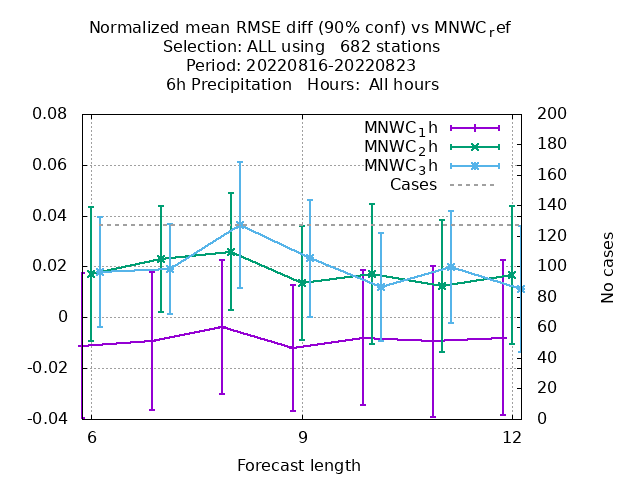 Normalized mean RMSE diff (90% conf) vs MNWC_ref
Selection: ALL using   682 stations
Period: 20220816-20220823
6h Precipitation   Hours:  All hours
0.08
0.06
0.04
0.02
0
-0.02
-0.04
200
180
160
140
120
100
80
60
40
20
0
MNWC_1h
MNWC_2h
MNWC_3h
Cases
No cases
6
9
12
Forecast length